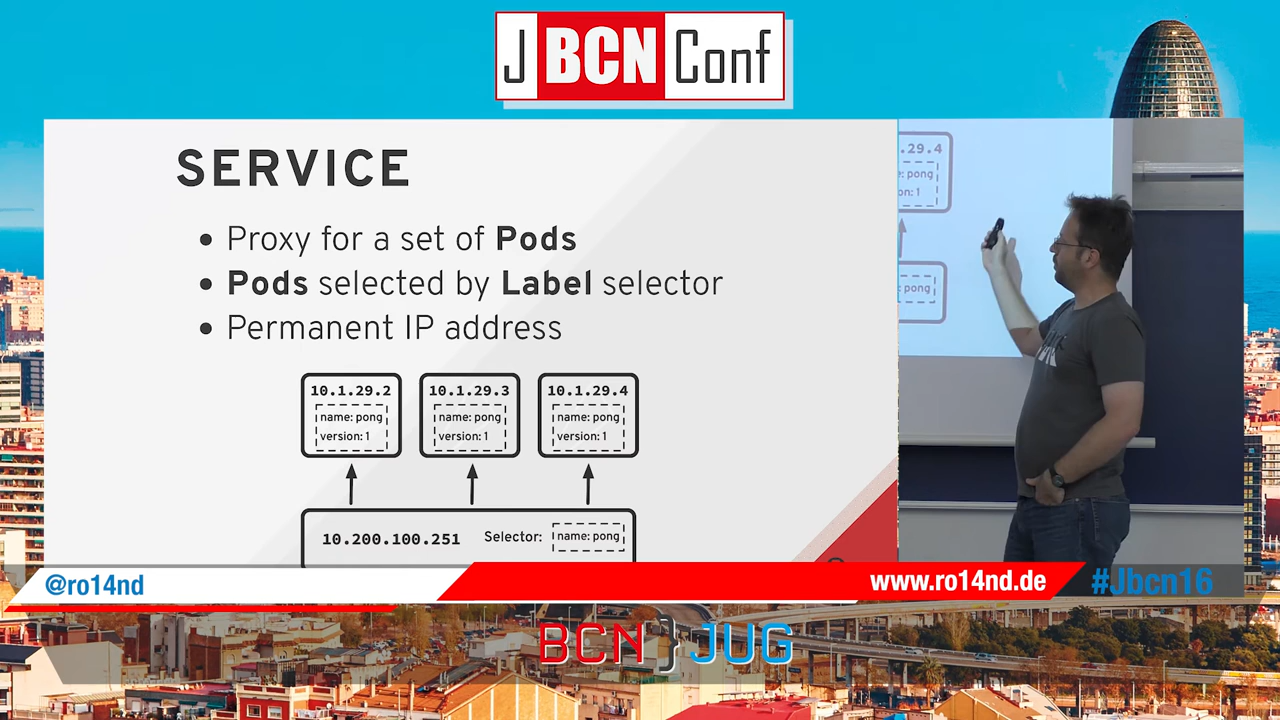 J BCN Conf
SERVICE
• Proxy for a set of Pods
• Pods selected by Label selector
• Permanent IP address
10.1.29.2
name: pong
version: 1
10.1.29.3
name: pong
version: 1
10.1.29.4
name: pong
version: 1
10.200.100.251
Selector:
name: pong
.29.4
pong
1
pong
@ro14nd
www.ro14nd.de
#Jbcn16
BCN JUG